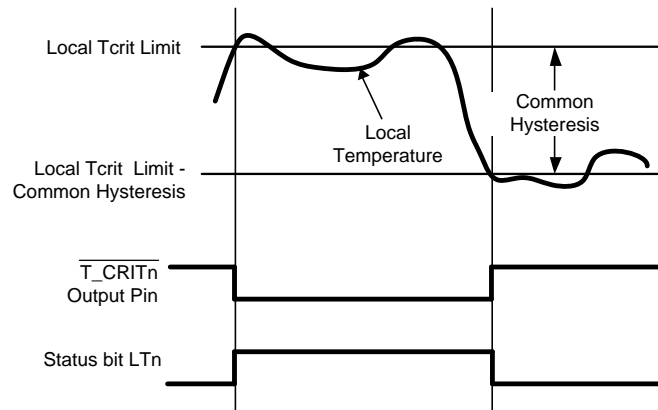 Local Tcrit Limit
Common
Hysteresis
Local
Temperature
Local Tcrit Limit -
Common Hysteresis
T_CRITn
Output Pin
Status bit LTn